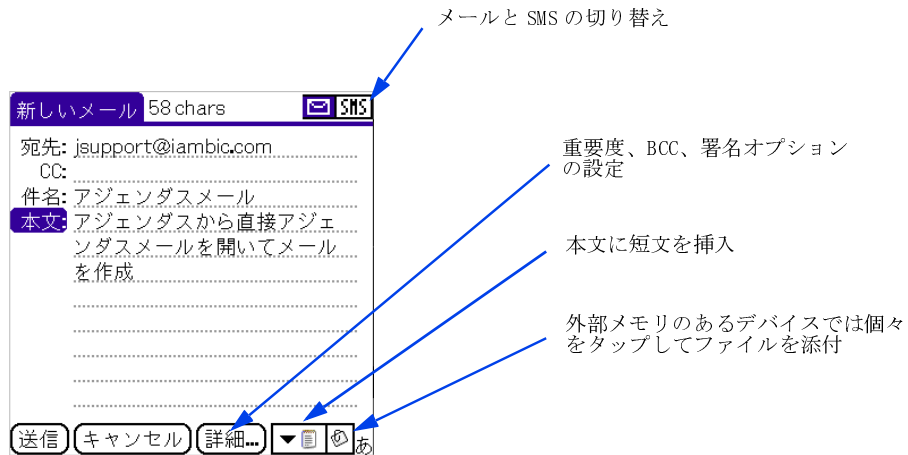 メールと SMS の切り替え
新しいメール 58 chars SMS
宛先: jsupport@iambic.com
CC:
件名: アジェンダスメール
本文: アジェンダスから直接アジェ
ンダスメールを開いてメール
を作成
送信 キャンセル 詳細... あ
重要度、BCC、署名オプション
の設定
本文に短文を挿入
外部メモリのあるデバイスでは個々
をタップしてファイルを添付